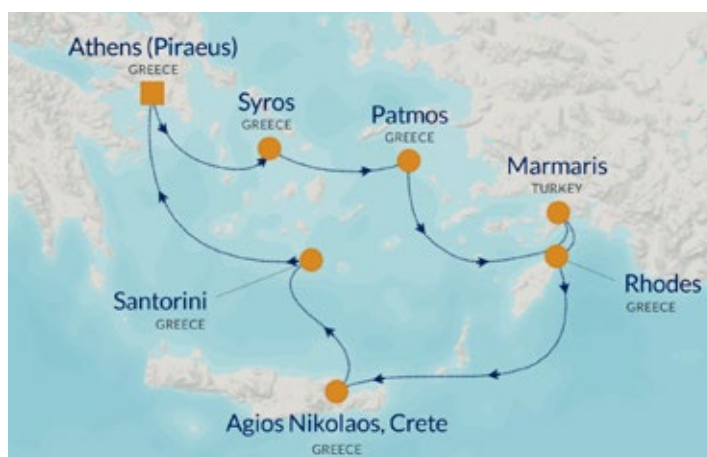 Athens (Piraeus)
GREECE
Syros
GREECE
Patmos
GREECE
Marmaris
TURKEY
Rhodes
GREECE
Santorini
GREECE
Agios Nikolaos, Crete
GREECE